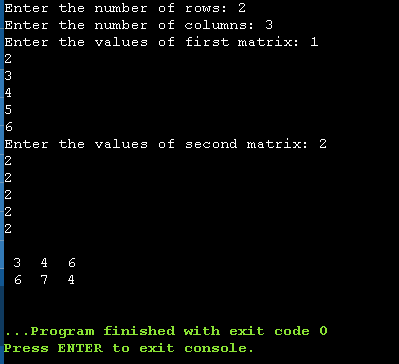 Enter the number of rows: 2
Enter the number of columns: 3
Enter the values of first matrix: 1
2
3
4
5
6
Enter the values of second matrix: 2
2
2
2
2
2
3 4 6
6 7 4
...Program finished with exit code 0
Press ENTER to exit console.